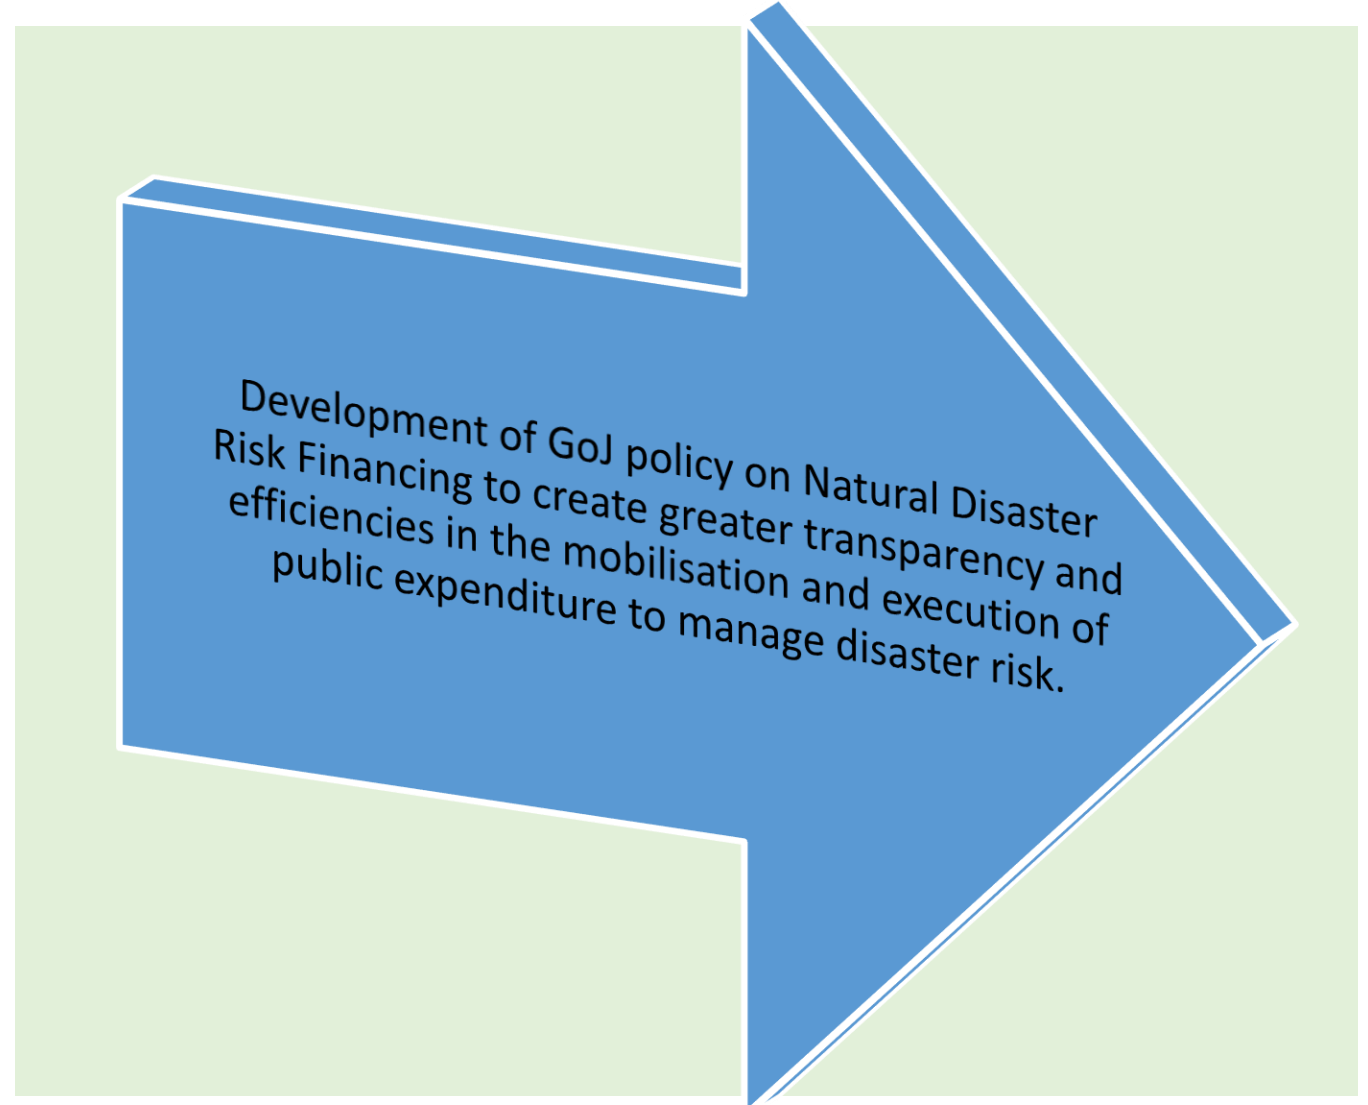 Development of GoJ policy on Natural Disaster
Risk Financing to create greater transparency and
efficiencies in the mobilisation and execution of
public expenditure to manage disaster risk.